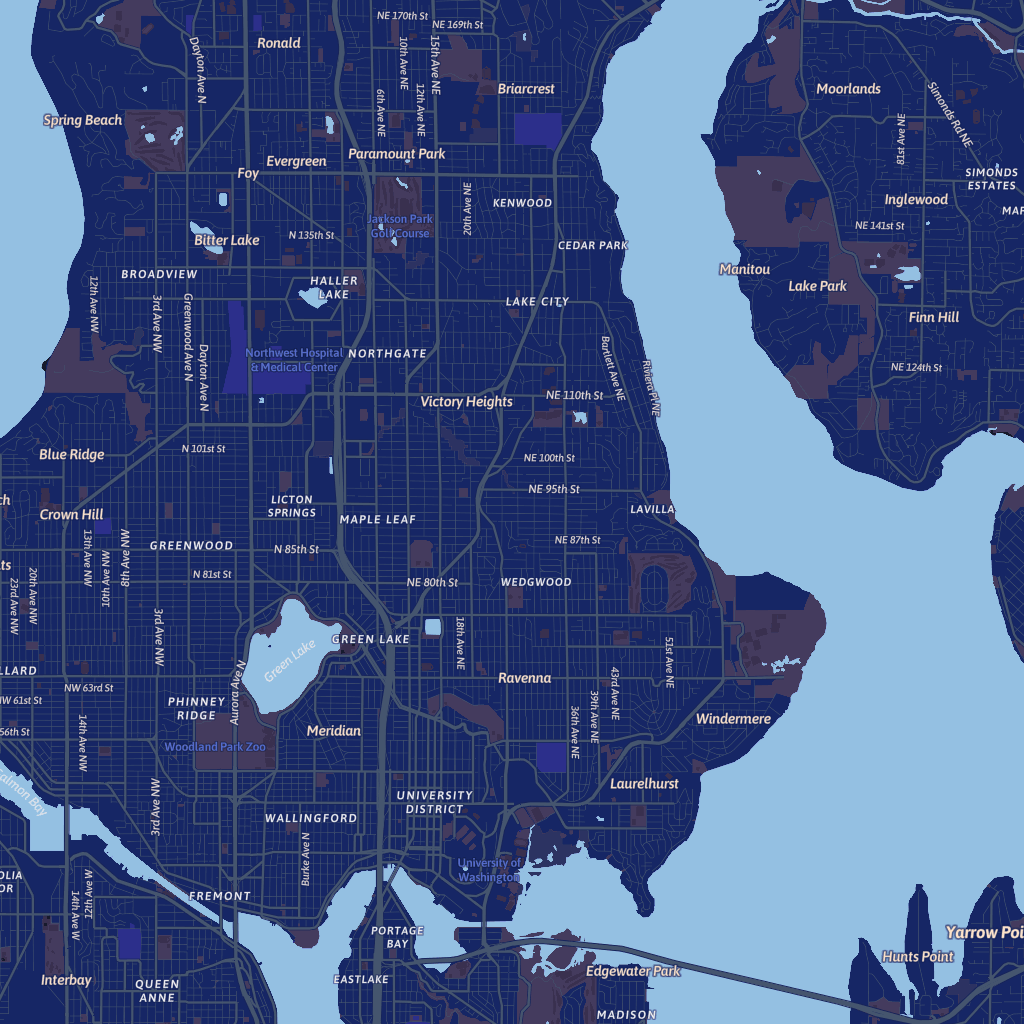 NE 170th St
NE 169th St
Ronald
Dayton Ave N
10th Ave NE
15th Ave NE
Briarcrest
6th Ave NE
12th Ave NE
Moorlands
Simonds Rd NE
81st Ave NE
Spring Beach
Evergreen
Paramount Park
Foy
SIMONDS
ESTATES
Inglewood
KENWOOD
20th Ave NE
Jackson Park
Golf Course
NE 141st St
Bitter Lake
N 135th St
CEDAR PARK
BROADVIEW
HALLER
LAKE
Manitou
Lake Park
LAKE CITY
Finn Hill
12th Ave NW
3rd Ave NW
Greenwood Ave N
Dayton Ave N
Northwest Hospital
& Medical Center
NORTHGATE
Bartlett Ave NE
Riviera Pl NE
NE 124th St
Victory Heights
NE 110th St
N 101st St
Blue Ridge
NE 100th St
NE 95th St
LICTON
SPRINGS
Crown Hill
MAPLE LEAF
LAVILLA
GREENWOOD
N 85th St
NE 87th St
13th Ave NW
10th Ave NW
8th Ave NW
N 81st St
NE 80th St
WEDGWOOD
23rd Ave NW
20th Ave NW
3rd Ave NW
Green Lake
GREEN LAKE
18th Ave NE
51st Ave NE
Ravenna
NW 63rd St
NW 61st St
PHINNEY
RIDGE
Aurora Ave N
43rd Ave NE
39th Ave NE
36th Ave NE
Windermere
56th St
14th Ave NW
Meridian
Woodland Park Zoo
Laurelhurst
Salmon Bay
3rd Ave NW
UNIVERSITY
DISTRICT
WALLINGFORD
Burke Ave N
University of
Washington
12th Ave W
14th Ave W
FREMONT
PORTAGE
BAY
Yarrow Poi
Hunts Point
Interbay
QUEEN
ANNE
EASTLAKE
Edgewater Park
MADISON